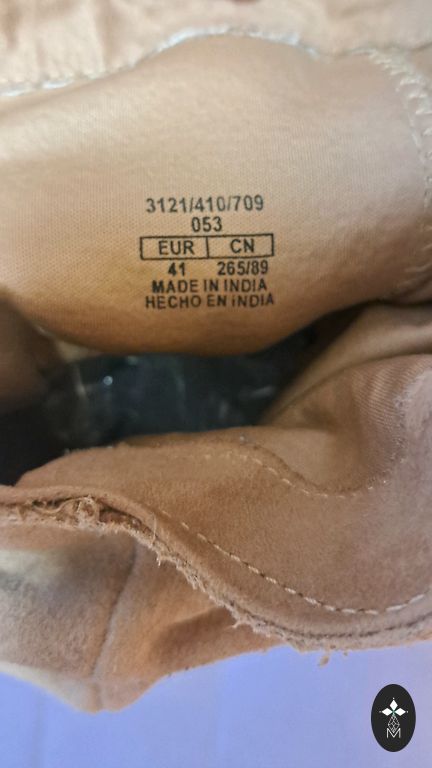 3121/410/709
053
EUR CN
41 265/89
MADE IN INDIA
HECHO EN INDIA